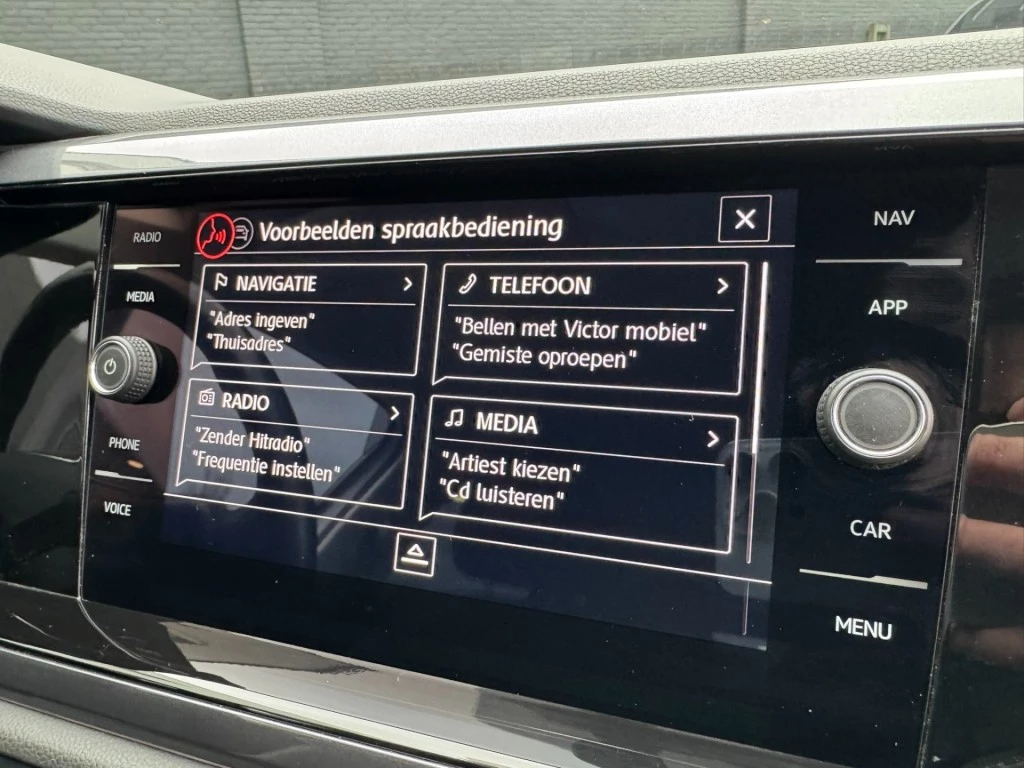 RADIO
MEDIA
PHONE
VOICE
Voorbeelden spraakbediening
NAVIGATIE
"Adres ingeven"
"Thuisadres"
TELEFOON
"Bellen met Victor mobiel"
"Gemiste oproepen"
RADIO
"Zender Hitradio"
"Frequentie instellen"
MEDIA
"Artiest kiezen"
"Cd luisteren"
NAV
APP
CAR
MENU